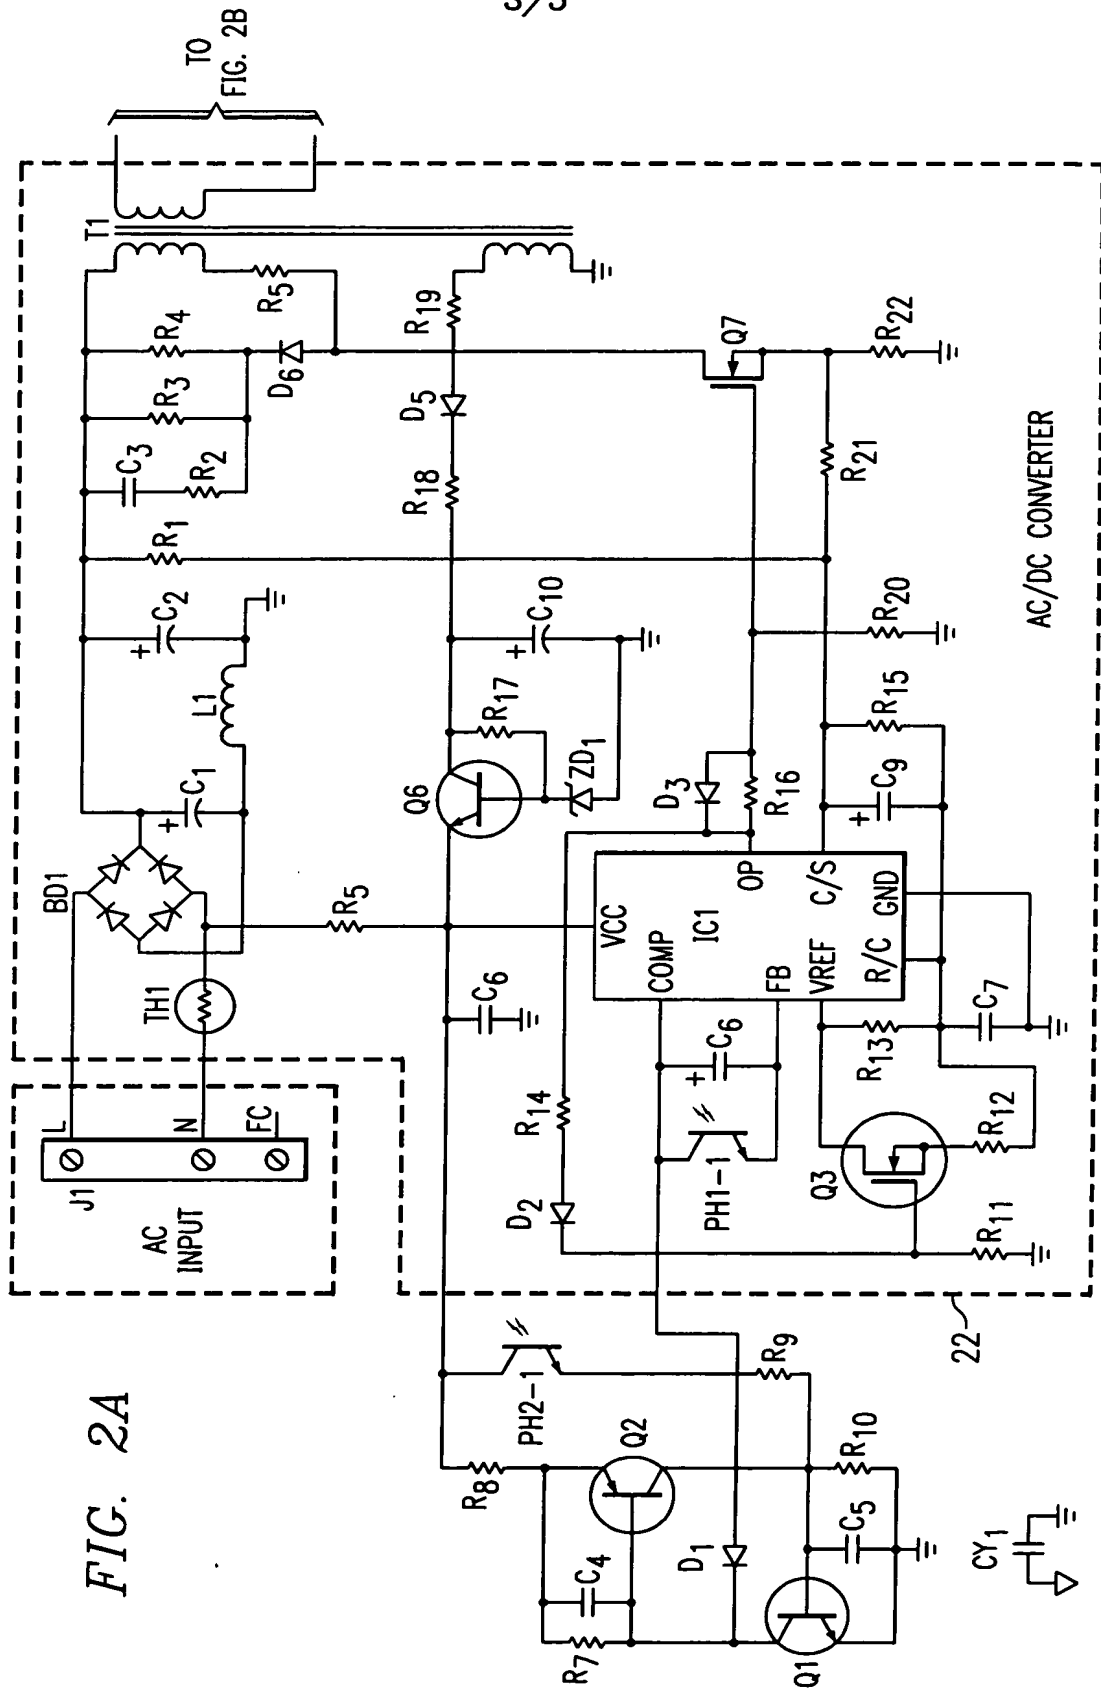 3/5
FIG. 2A
AC INPUT
J1
L
N
FC
TH1
BD1
C1
L1
C2
R1
C3
R2
R3
R4
D6
R5
T1
TO
FIG. 2B
R5
C6
Q6
R17
ZD1
C10
R18
D5
R19
+
+
+
VCC
COMP
IC1
OP
FB
C/S
VREF
R/C
GND
D3
R16
R20
Q7
R21
R22
R15
C9
+
C7
R13
R12
Q3
R11
R14
D2
PH1-1
C6
+
AC/DC CONVERTER
22
PH2-1
R9
R8
Q2
R10
C5
D1
C4
R7
Q1
CY1